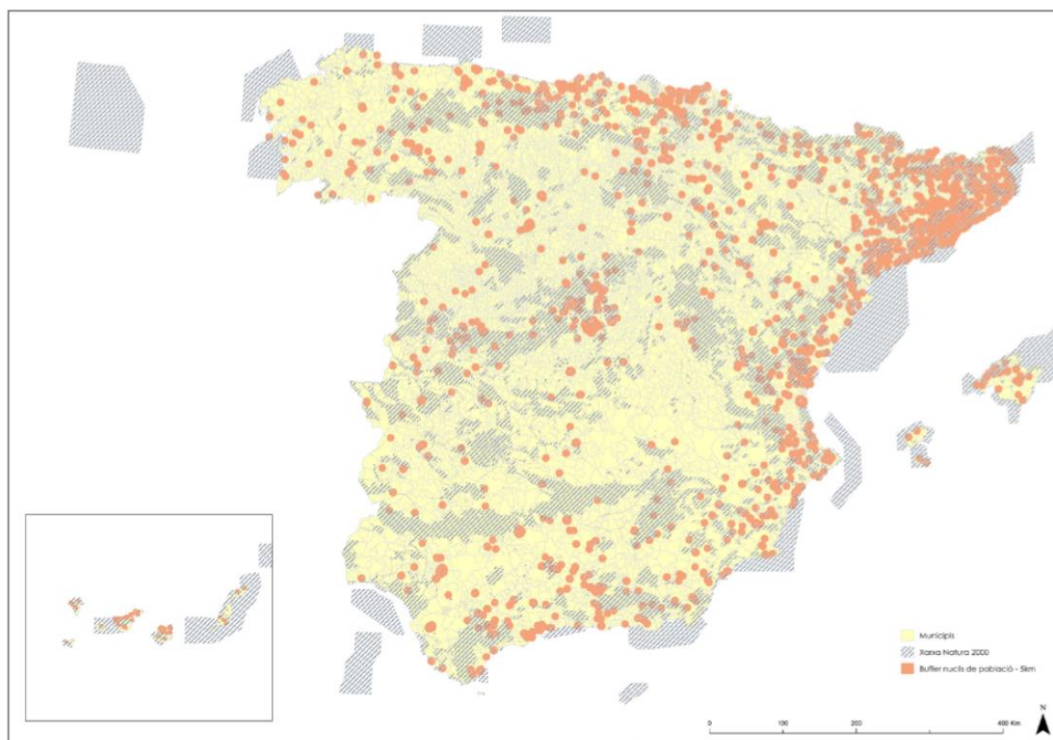 Municipis
Xarxa Natura 2000
Buffer nuclis de població - 5km
N
0 100 200 400 Km